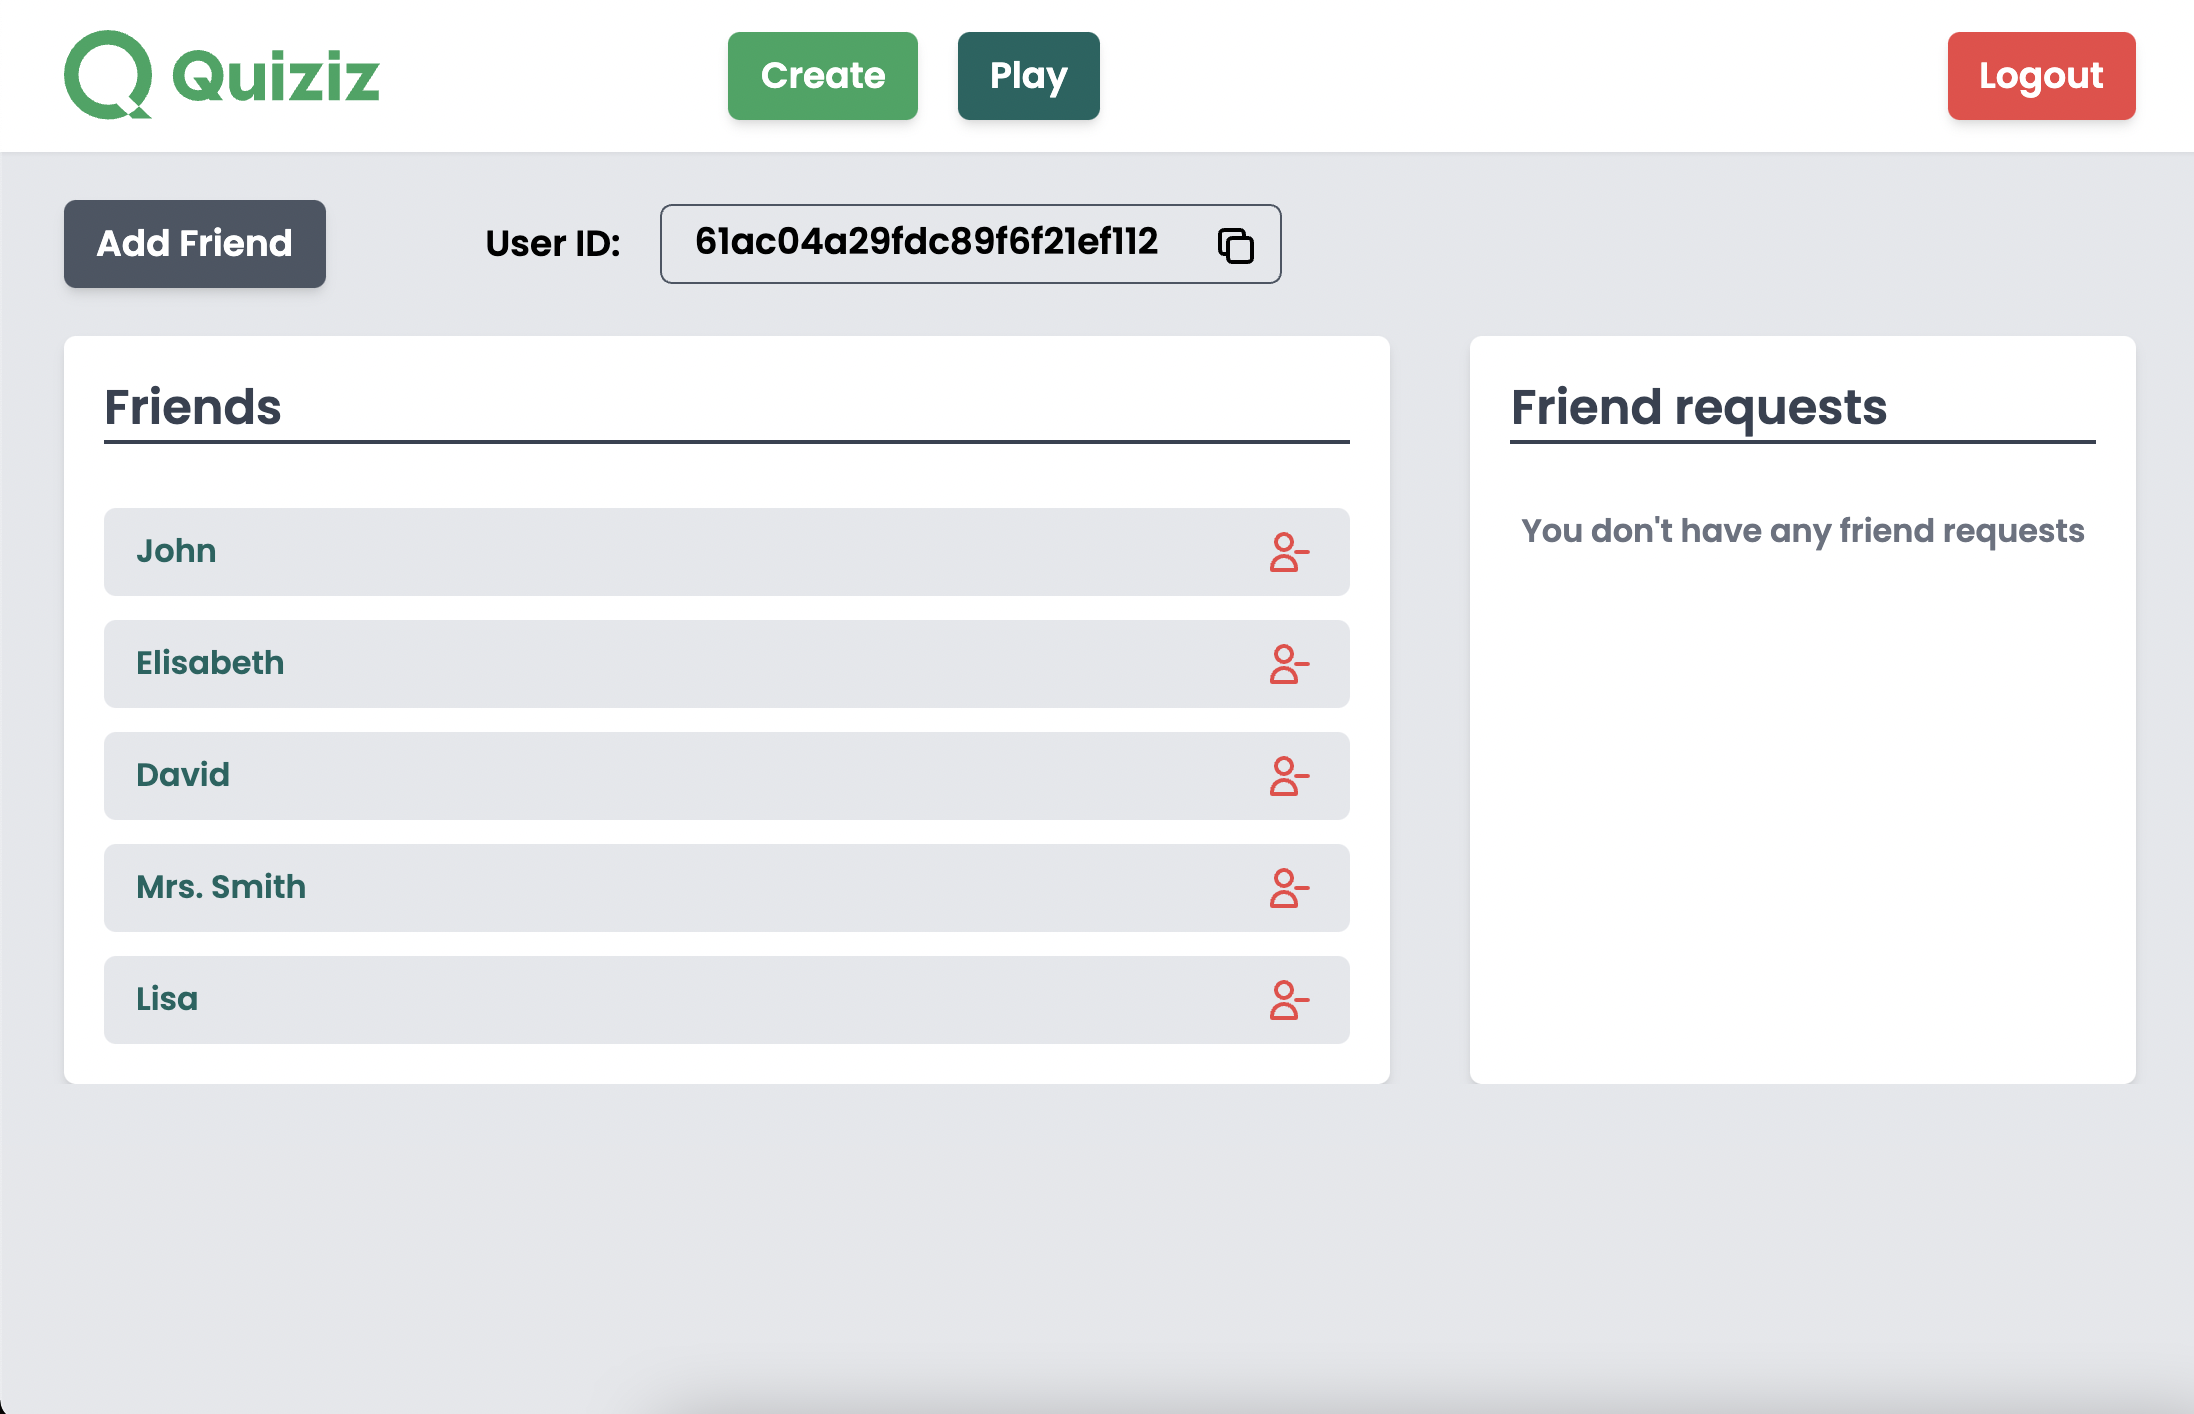 Quiziz
Create
Play
Logout
Add Friend
User ID:
61ac04a29fdc89f6f21ef112
Friends
John
Elisabeth
David
Mrs. Smith
Lisa
Friend requests
You don't have any friend requests